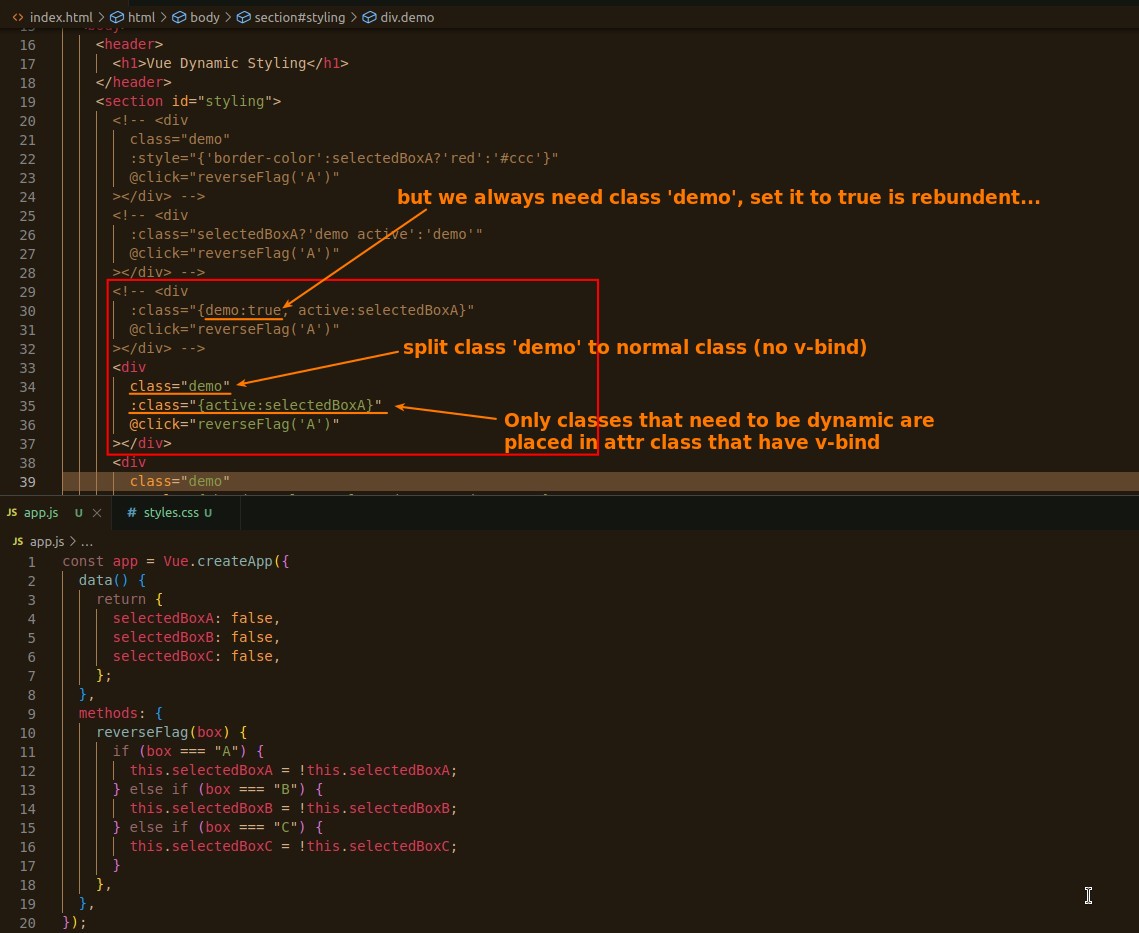 index.html > html > body > section#styling > div.demo
16 <header>
17 <h1>Vue Dynamic Styling</h1>
18 </header>
19 <section id="styling">
20 <!-- <div
21 class="demo"
22 :style="{'border-color':selectedBoxA?'red':'#ccc'}"
23 @click="reverseFlag('A')"
24 ></div> -->
but we always need class 'demo', set it to true is rebundent...
25 <!-- <div
26 :class="selectedBoxA?'demo active':'demo'"
27 @click="reverseFlag('A')"
28 ></div> -->
29 <!-- <div
30 :class="{demo:true, active:selectedBoxA}"
31 @click="reverseFlag('A')"
32 ></div> -->
split class 'demo' to normal class (no v-bind)
33 <div
34 class="demo"
35 :class="{active:selectedBoxA}"
36 @click="reverseFlag('A')"
Only classes that need to be dynamic are
placed in attr class that have v-bind
37 ></div>
38 <div
39 class="demo"
JS app.js U × # styles.css U
JS app.js > ...
1 const app = Vue.createApp({
2 data() {
3 return {
4 selectedBoxA: false,
5 selectedBoxB: false,
6 selectedBoxC: false,
7 };
8 },
9 methods: {
10 reverseFlag(box) {
11 if (box === "A") {
12 this.selectedBoxA = !this.selectedBoxA;
13 } else if (box === "B") {
14 this.selectedBoxB = !this.selectedBoxB;
15 } else if (box === "C") {
16 this.selectedBoxC = !this.selectedBoxC;
17 }
18 },
19 },
20 });